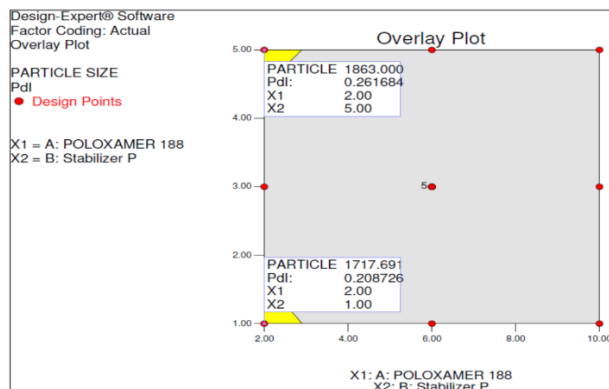 Design-Expert® Software
Factor Coding: Actual
Overlay Plot
PARTICLE SIZE
PdI
Design Points
X1 = A: POLOXAMER 188
X2 = B: Stabilizer P
Overlay Plot
5.00
4.00
3.00
2.00
1.00
PARTICLE 1863.000
PdI: 0.261684
X1 2.00
X2 5.00
5
PARTICLE 1717.691
PdI: 0.208726
X1 2.00
X2 1.00
2.00 4.00 6.00 8.00 10.00
X1: A: POLOXAMER 188
X2: B: Stabilizer P